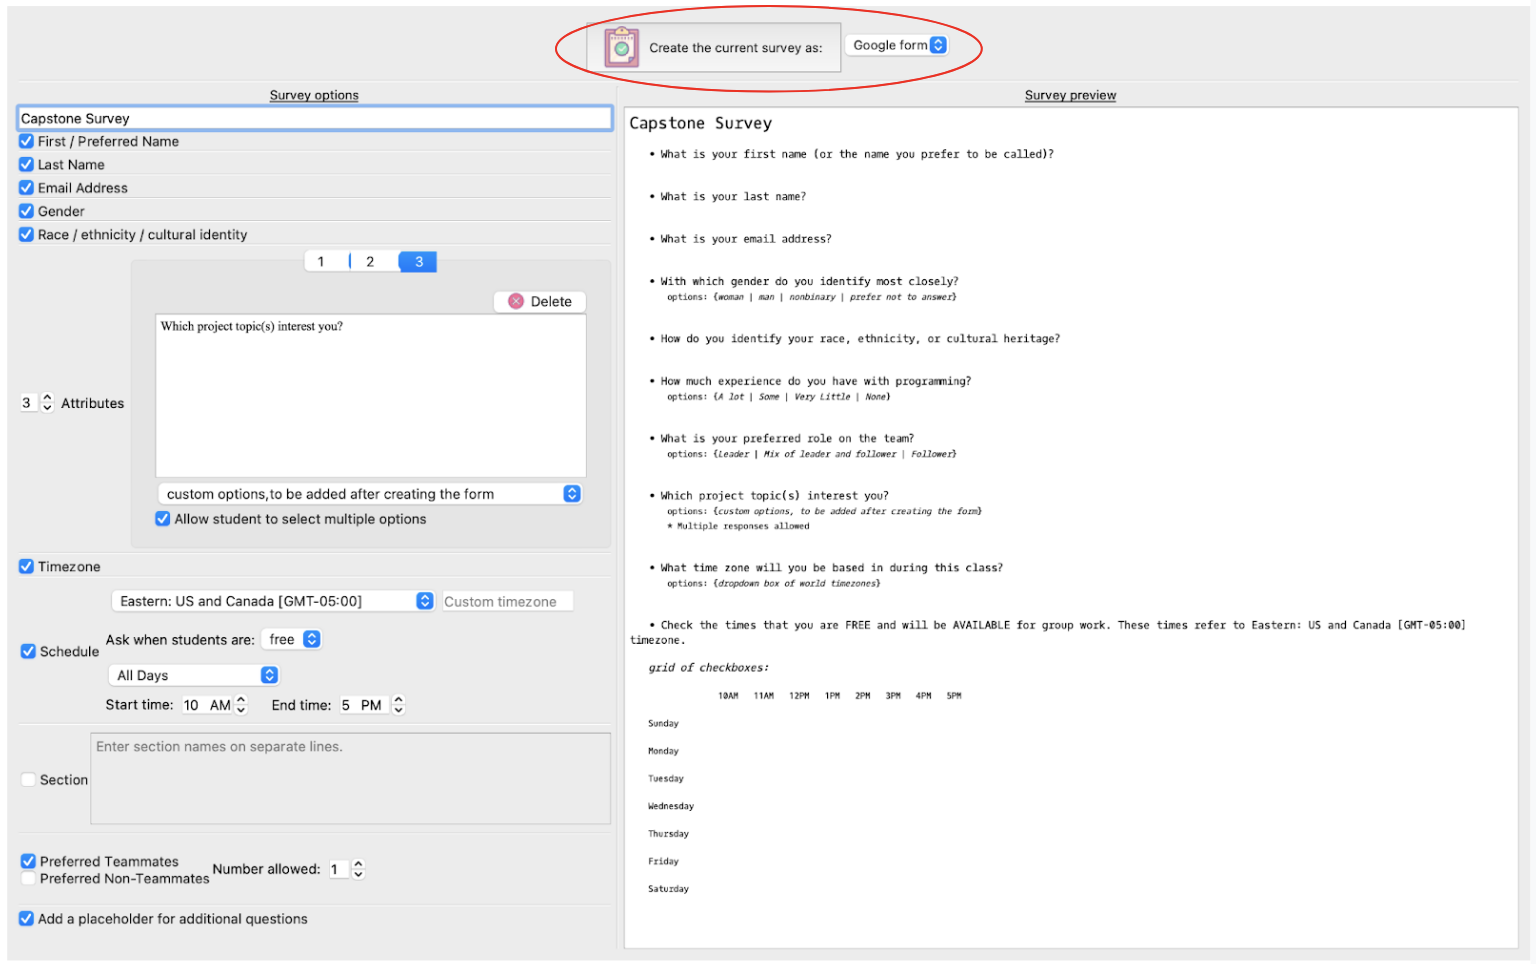 Create the current survey as: Google form
Survey options
Capstone Survey
First / Preferred Name
Last Name
Email Address
Gender
Race / ethnicity / cultural identity
1 2 3
Delete
Which project topic(s) interest you?
3 Attributes
custom options,to be added after creating the form
Allow student to select multiple options
Timezone
Eastern: US and Canada [GMT-05:00] Custom timezone
Ask when students are: free
Schedule
All Days
Start time: 10 AM End time: 5 PM
Enter section names on separate lines.
Section
Preferred Teammates
Preferred Non-Teammates
Number allowed: 1
Add a placeholder for additional questions
Survey preview
Capstone Survey
• What is your first name (or the name you prefer to be called)?
• What is your last name?
• What is your email address?
• With which gender do you identify most closely?
options: {woman | man | nonbinary | prefer not to answer}
• How do you identify your race, ethnicity, or cultural heritage?
• How much experience do you have with programming?
options: {A lot | Some | Very Little | None}
• What is your preferred role on the team?
options: {Leader | Mix of leader and follower | Follower}
• Which project topic(s) interest you?
options: {custom options, to be added after creating the form}
* Multiple responses allowed
• What time zone will you be based in during this class?
options: {dropdown box of world timezones}
• Check the times that you are FREE and will be AVAILABLE for group work. These times refer to Eastern: US and Canada [GMT-05:00]
timezone.
grid of checkboxes:
10AM 11AM 12PM 1PM 2PM 3PM 4PM 5PM
Sunday
Monday
Tuesday
Wednesday
Thursday
Friday
Saturday